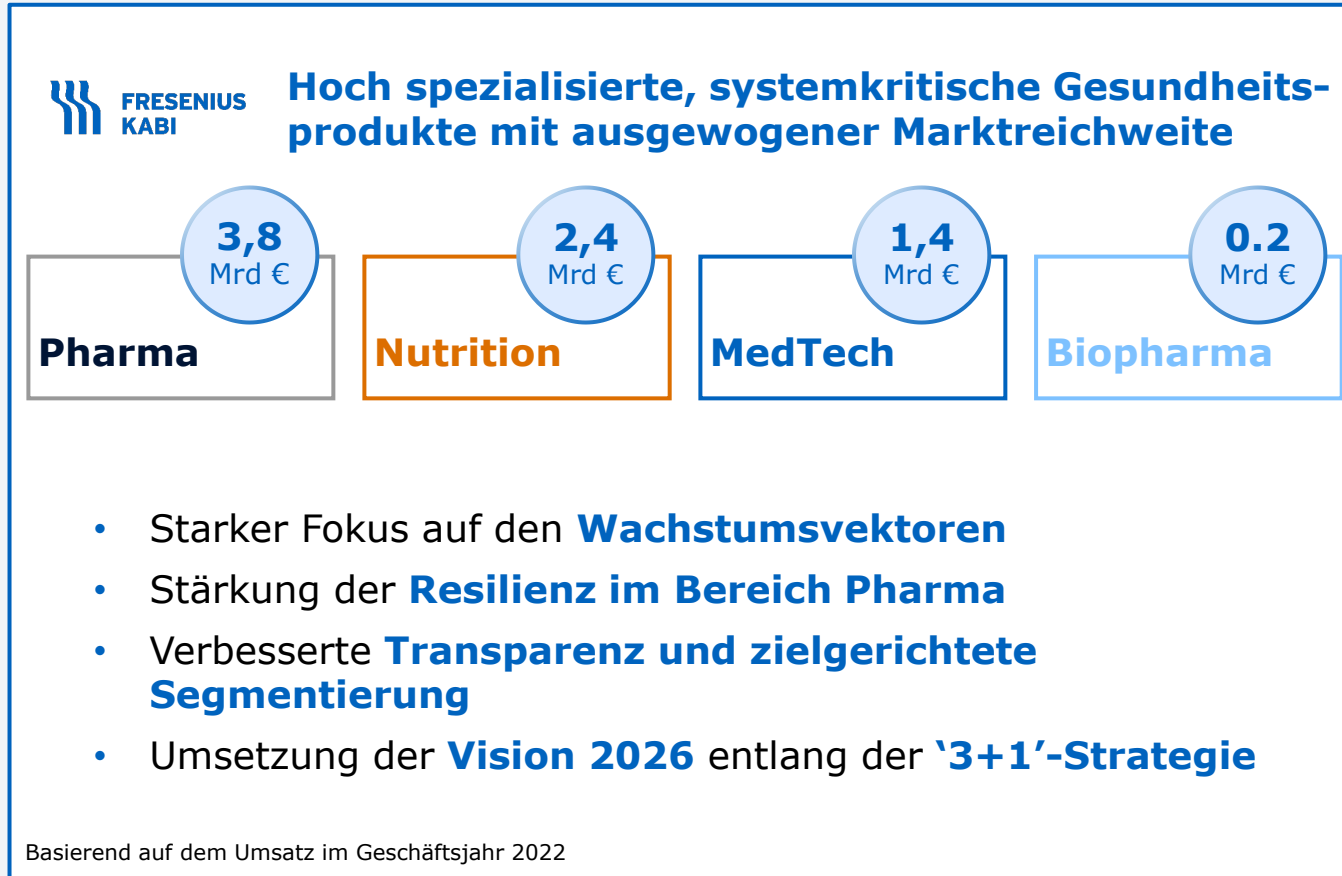 FRESENIUS
KABI
Hoch spezialisierte, systemkritische Gesundheits-
produkte mit ausgewogener Marktreichweite
3,8
Mrd €
Pharma
2,4
Mrd €
Nutrition
1,4
Mrd €
MedTech
0.2
Mrd €
Biopharma
• Starker Fokus auf den Wachstumsvektoren
• Stärkung der Resilienz im Bereich Pharma
• Verbesserte Transparenz und zielgerichtete
Segmentierung
• Umsetzung der Vision 2026 entlang der ‘3+1’-Strategie
Basierend auf dem Umsatz im Geschäftsjahr 2022